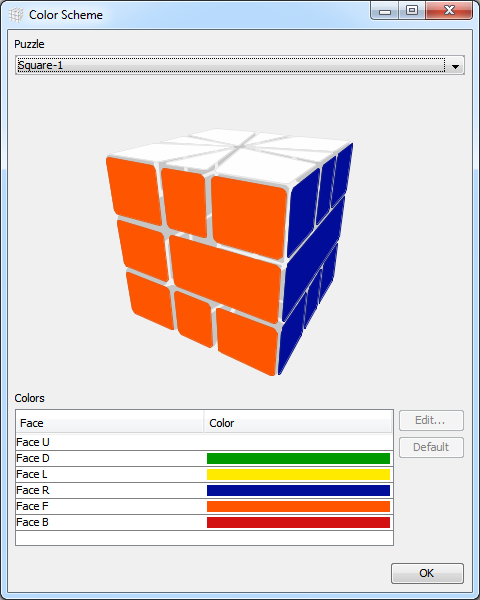 Color Scheme
Puzzle
Square-1
Colors
Face Color
Edit...
Face U
Default
Face D
Face L
Face R
Face F
Face B
OK